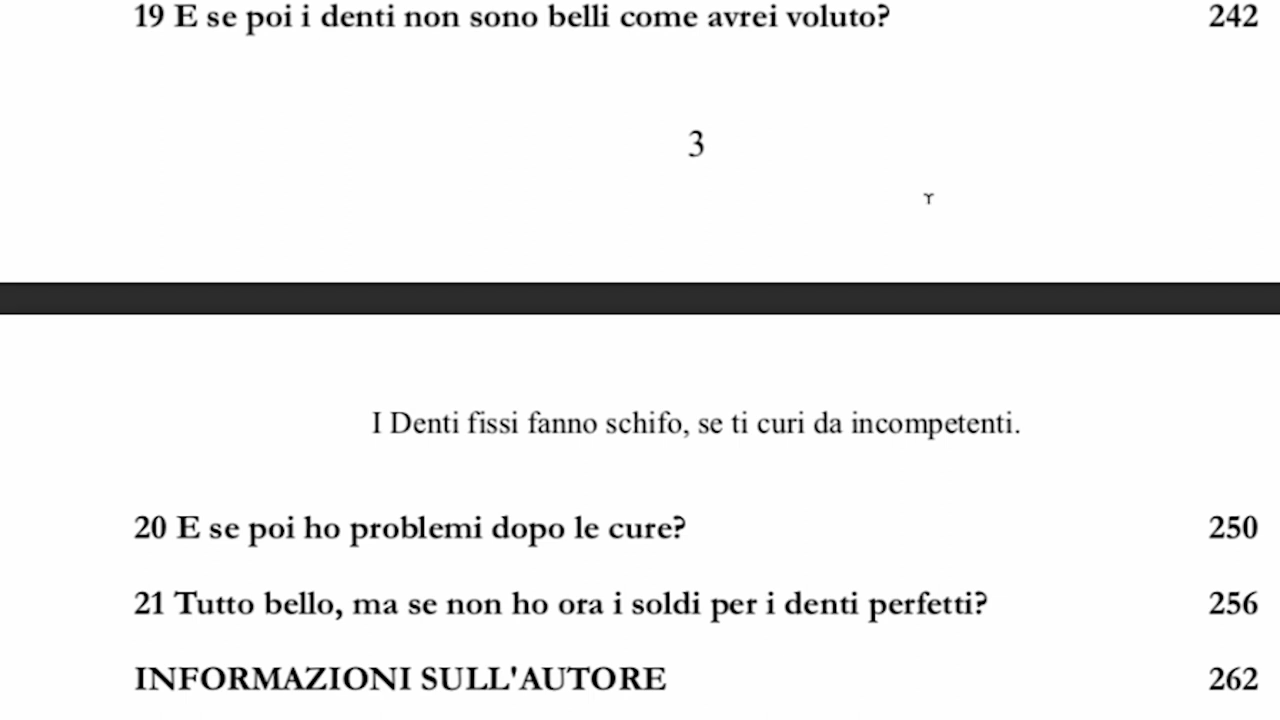 19 E se poi i denti non sono belli come avrei voluto? 242
3
I Denti fissi fanno schifo, se ti curi da incompetenti.
20 E se poi ho problemi dopo le cure? 250
21 Tutto bello, ma se non ho ora i soldi per i denti perfetti? 256
INFORMAZIONI SULL'AUTORE 262